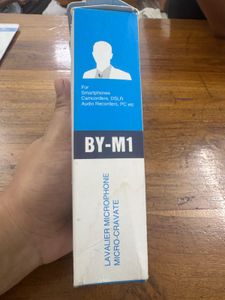 For
Smartphones
Camcorders, DSLR
Audio Recorders, PC etc
BY-M1
LAVALIER MICROPHONE
MICRO-CRAVATE